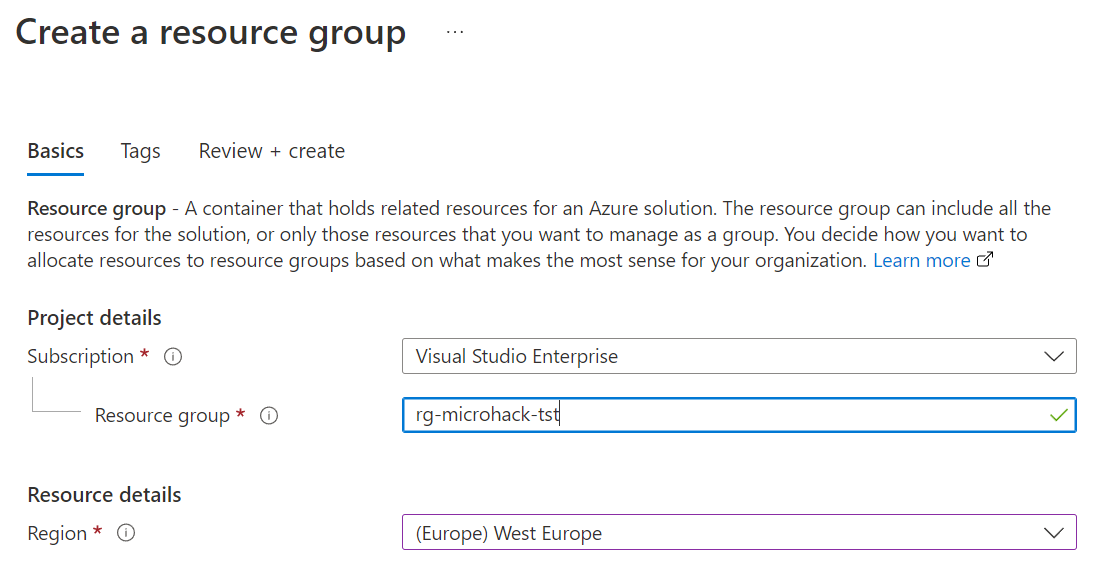 Create a resource group ...
Basics Tags Review + create
Resource group - A container that holds related resources for an Azure solution. The resource group can include all the
resources for the solution, or only those resources that you want to manage as a group. You decide how you want to
allocate resources to resource groups based on what makes the most sense for your organization. Learn more
Project details
Subscription * Visual Studio Enterprise
Resource group * rg-microhack-tst
Resource details
Region * (Europe) West Europe